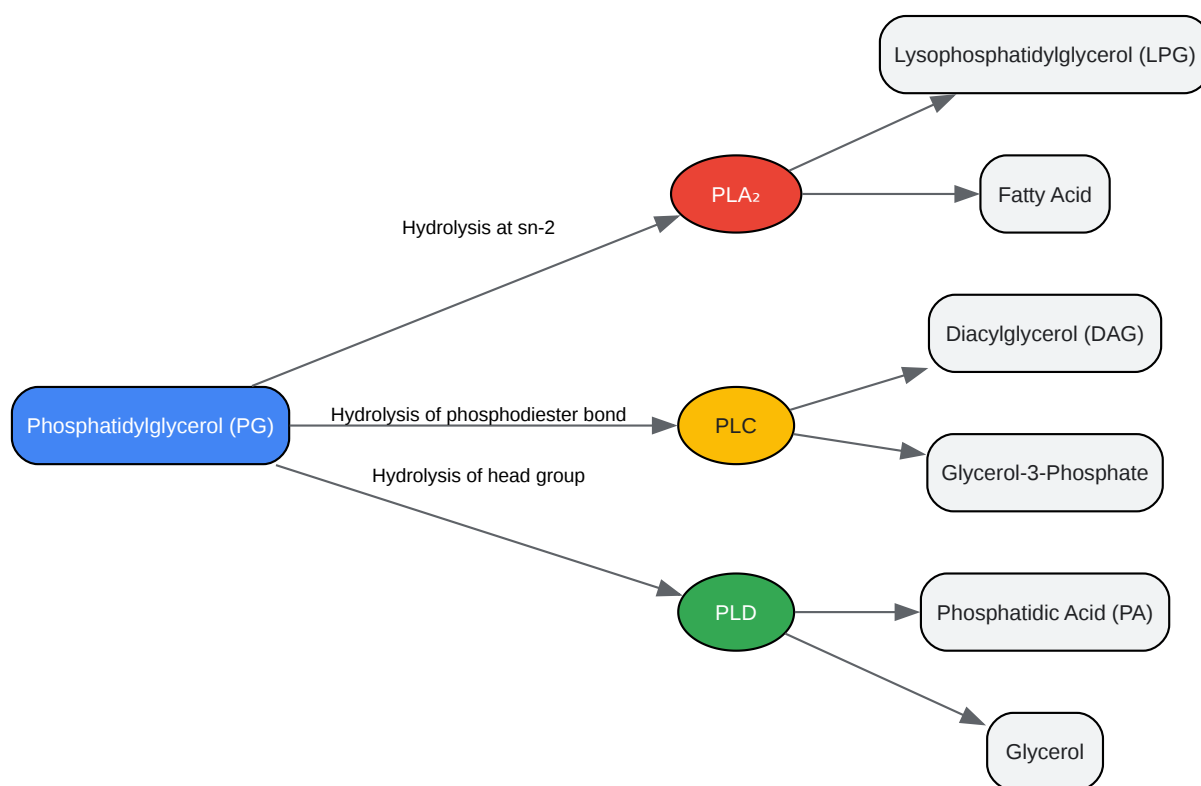 Lysophosphatidylglycerol (LPG)
PLA₂
Fatty Acid
Hydrolysis at sn-2
Diacylglycerol (DAG)
Phosphatidylglycerol (PG)
Hydrolysis of phosphodiester bond
PLC
Glycerol-3-Phosphate
Hydrolysis of head group
PLD
Phosphatidic Acid (PA)
Glycerol